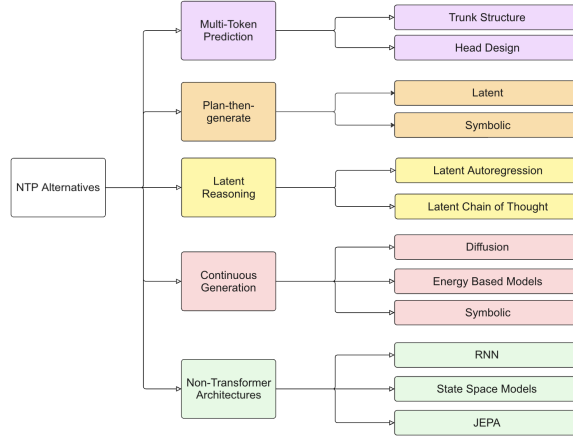 NTP Alternatives
Multi-Token
Prediction
Trunk Structure
Head Design
Plan-then-
generate
Latent
Symbolic
Latent
Reasoning
Latent Autoregression
Latent Chain of Thought
Continuous
Generation
Diffusion
Energy Based Models
Symbolic
Non-Transformer
Architectures
RNN
State Space Models
JEPA